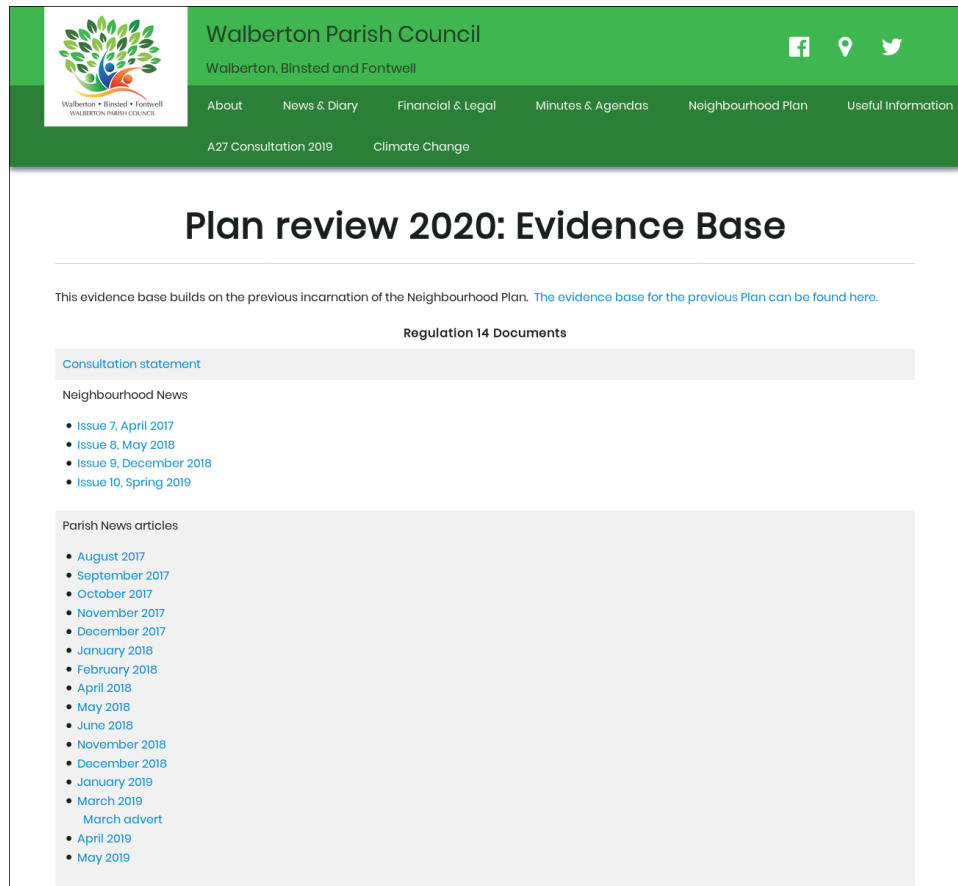 Walberton Parish Council
Walberton, Binsted and Fontwell
Walberton • Binsted • Fontwell
WALBERTON PARISH COUNCIL
About News & Diary Financial & Legal Minutes & Agendas Neighbourhood Plan Useful Information
A27 Consultation 2019 Climate Change
Plan review 2020: Evidence Base
This evidence base builds on the previous incarnation of the Neighbourhood Plan. The evidence base for the previous Plan can be found here.
Regulation 14 Documents
Consultation statement
Neighbourhood News
• Issue 7, April 2017
• Issue 8, May 2018
• Issue 9, December 2018
• Issue 10, Spring 2019
Parish News articles
• August 2017
• September 2017
• October 2017
• November 2017
• December 2017
• January 2018
• February 2018
• April 2018
• May 2018
• June 2018
• November 2018
• December 2018
• January 2019
• March 2019
March advert
• April 2019
• May 2019